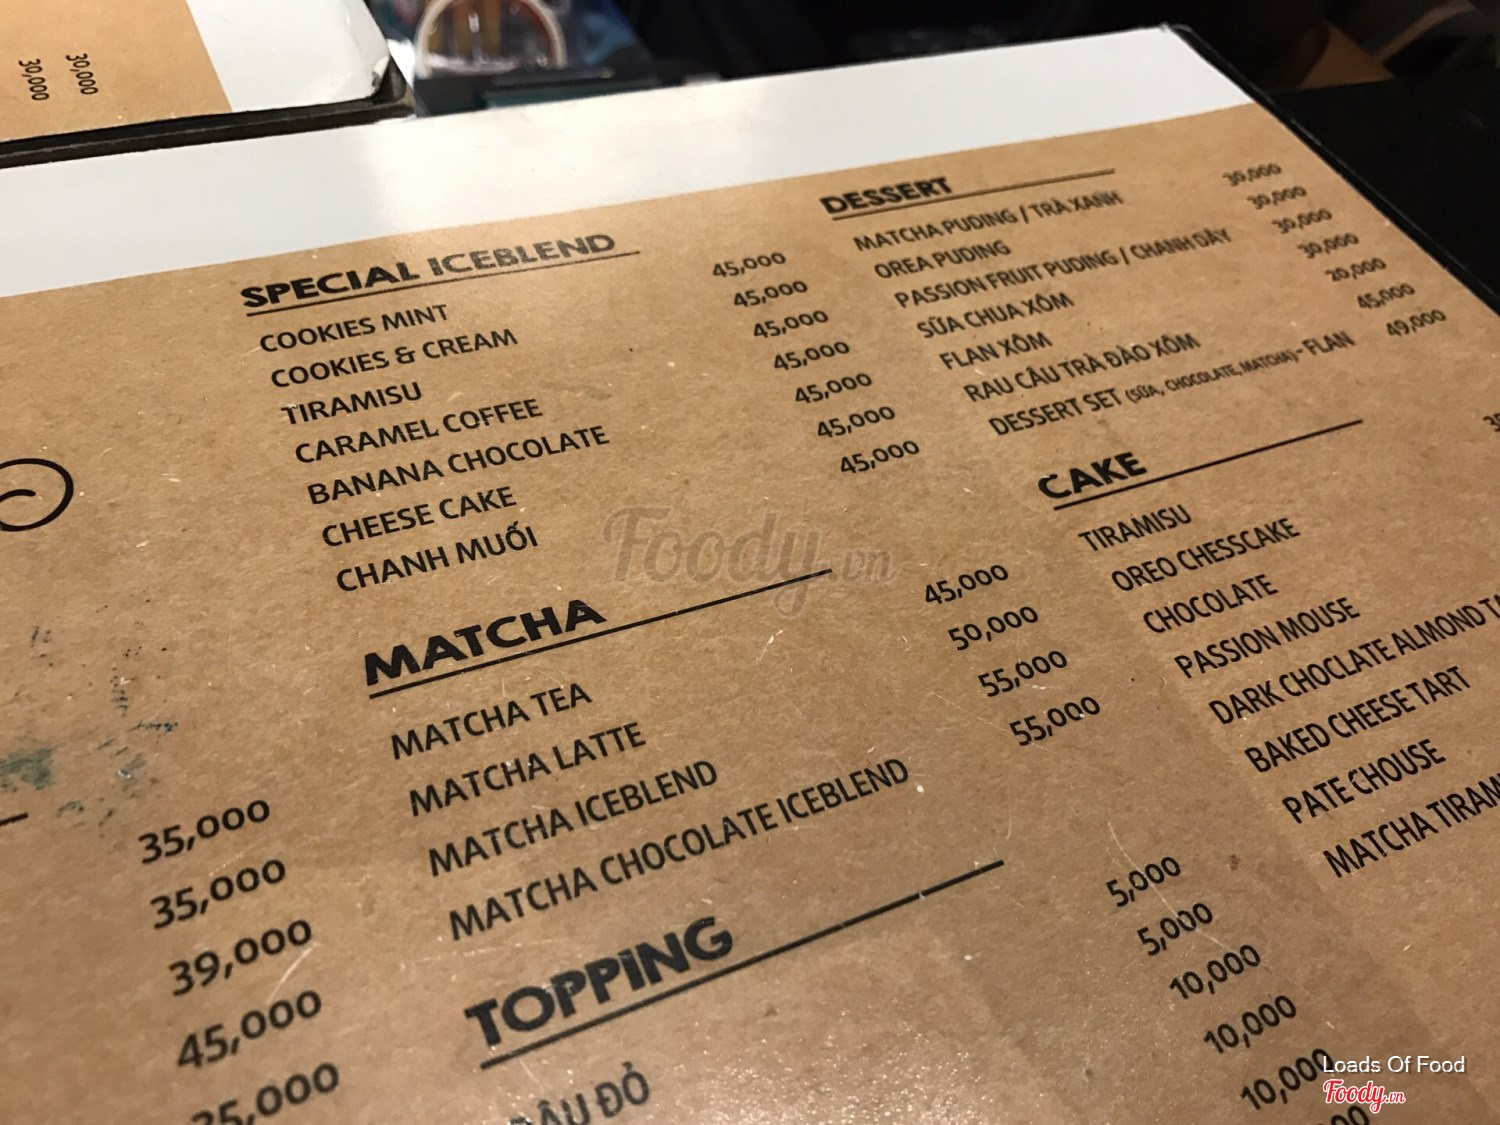 30,000
30,000
SPECIAL ICEBLEND
COOKIES MINT 45,000
COOKIES & CREAM 45,000
TIRAMISU 45,000
CARAMEL COFFEE 45,000
BANANA CHOCOLATE 45,000
CHEESE CAKE 45,000
CHANH MUỐI 45,000
MATCHA
MATCHA TEA 45,000
MATCHA LATTE 50,000
MATCHA ICEBLEND 55,000
MATCHA CHOCOLATE ICEBLEND 55,000
TOPPING
5,000
5,000
10,000
10,000
10,000
DESSERT
MATCHA PUDING / TRÀ XANH 30,000
OREA PUDING 30,000
PASSION FRUIT PUDING / CHANH DÂY 30,000
SỮA CHUA XÔM 30,000
FLAN XÔM 20,000
RAU CÂU TRÀ ĐÀO XÔM 45,000
DESSERT SET (SỮA, CHOCOLATE, MATCHA) - FLAN 49,000
CAKE
TIRAMISU
OREO CHESSCAKE
CHOCOLATE
PASSION MOUSE
DARK CHOCLATE ALMOND
BAKED CHEESE TART
PATE CHOUSE
MATCHA
35,000
35,000
39,000
45,000
Foody.vn
Loads Of Food
Foody.vn